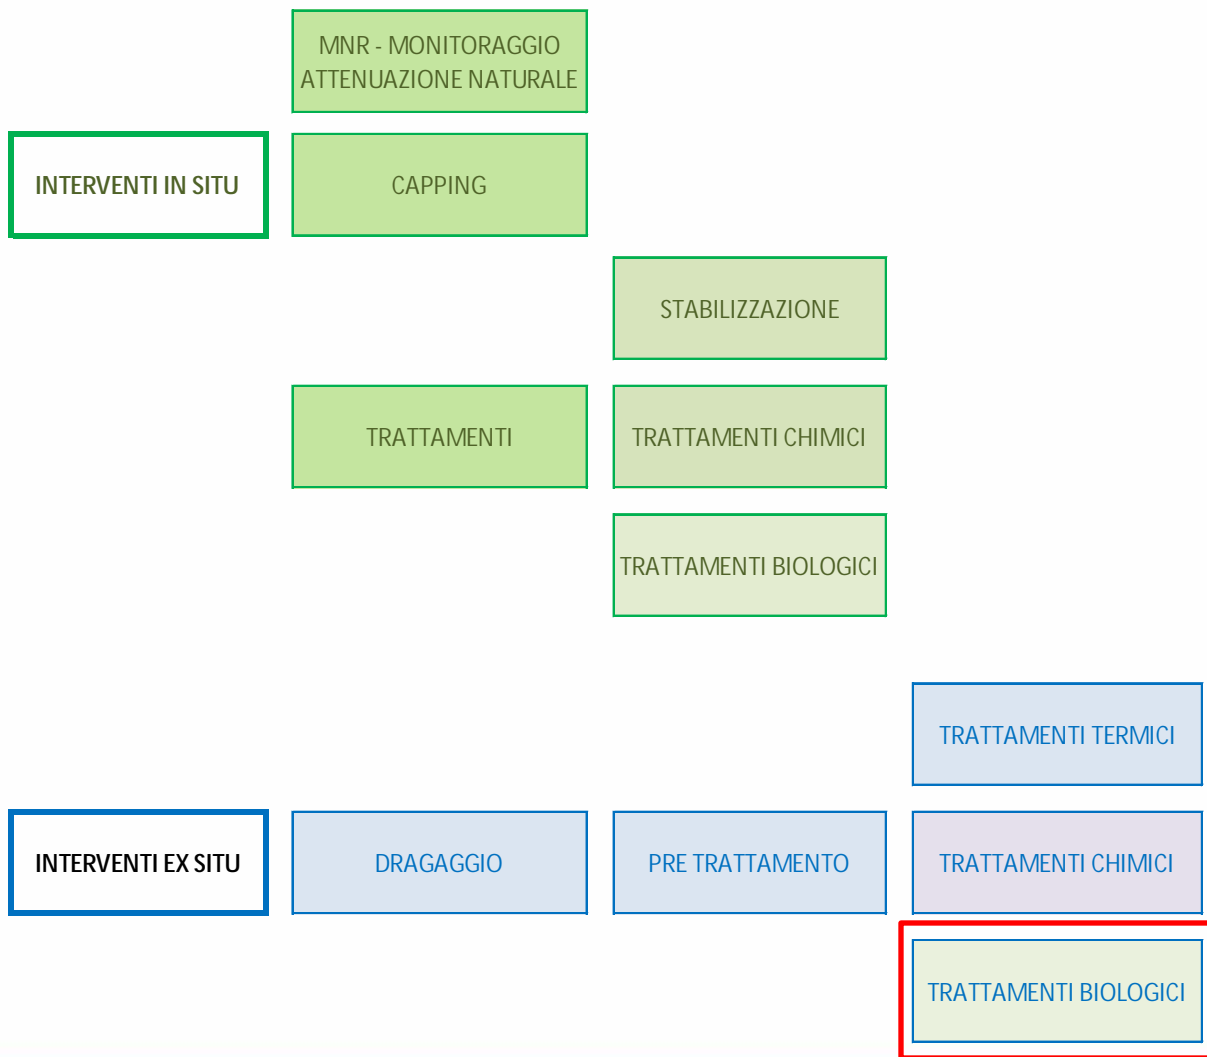 MNR - MONITORAGGIO
ATTENUAZIONE NATURALE
INTERVENTI IN SITU
CAPPING
STABILIZZAZIONE
TRATTAMENTI
TRATTAMENTI CHIMICI
TRATTAMENTI BIOLOGICI
TRATTAMENTI TERMICI
INTERVENTI EX SITU
DRAGAGGIO
PRE TRATTAMENTO
TRATTAMENTI CHIMICI
TRATTAMENTI BIOLOGICI